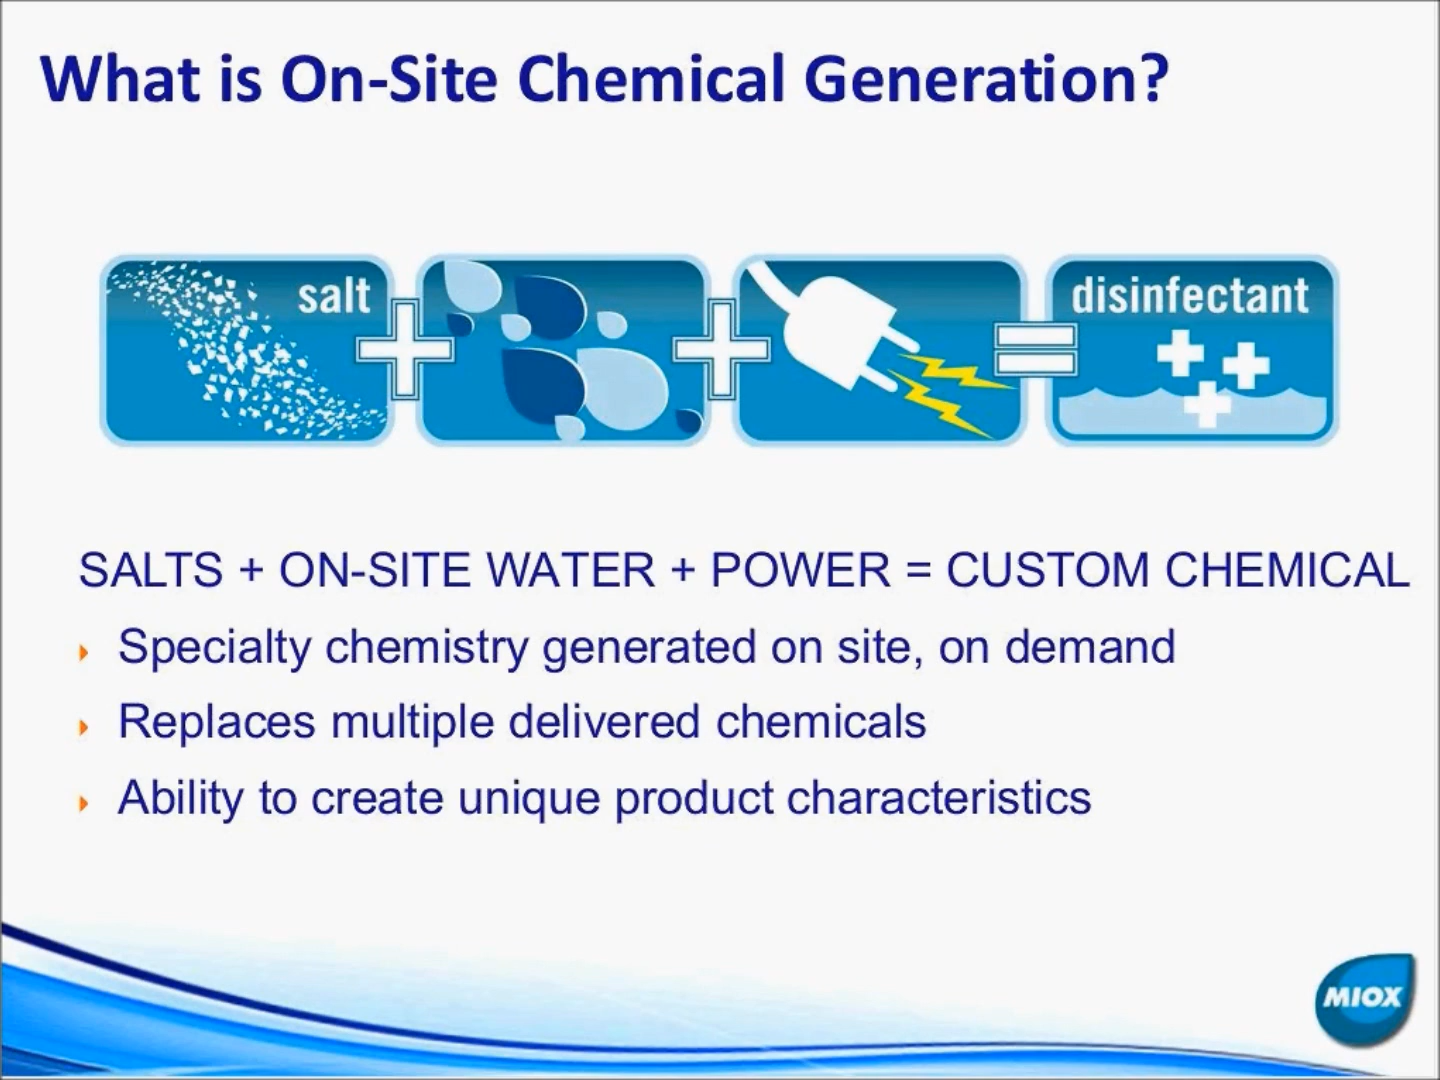 What is On-Site Chemical Generation?
salt
disinfectant
SALTS + ON-SITE WATER + POWER = CUSTOM CHEMICAL
Specialty chemistry generated on site, on demand
Replaces multiple delivered chemicals
Ability to create unique product characteristics
MIOX